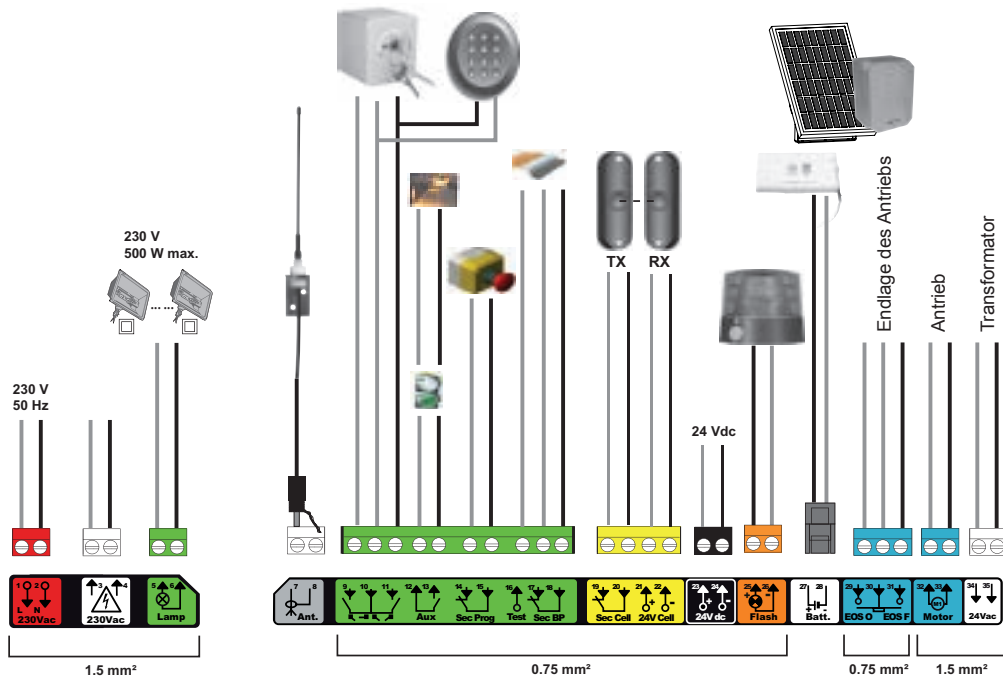 230 V
500 W max.
230 V
50 Hz
TX
RX
24 Vdc
Endlage des Antriebs
Antrieb
Transformator
1 2
L N
230Vac
3 4
230Vac
5 6
Lamp
7 8
Ant.
9 10 11
12 13
Aux
14 15
Sec Prog
16
Test
17 18
Sec BP
19 20
Sec Cell
21 22
+ -
24V Cell
23 24
+ -
24V dc
25 26
+ -
Flash
27 28
+ -
Batt.
29 30 31
EOS O EOS F
32 33
M1
Motor
34 35
24Vac
1.5 mm²
0.75 mm²
0.75 mm²
1.5 mm²